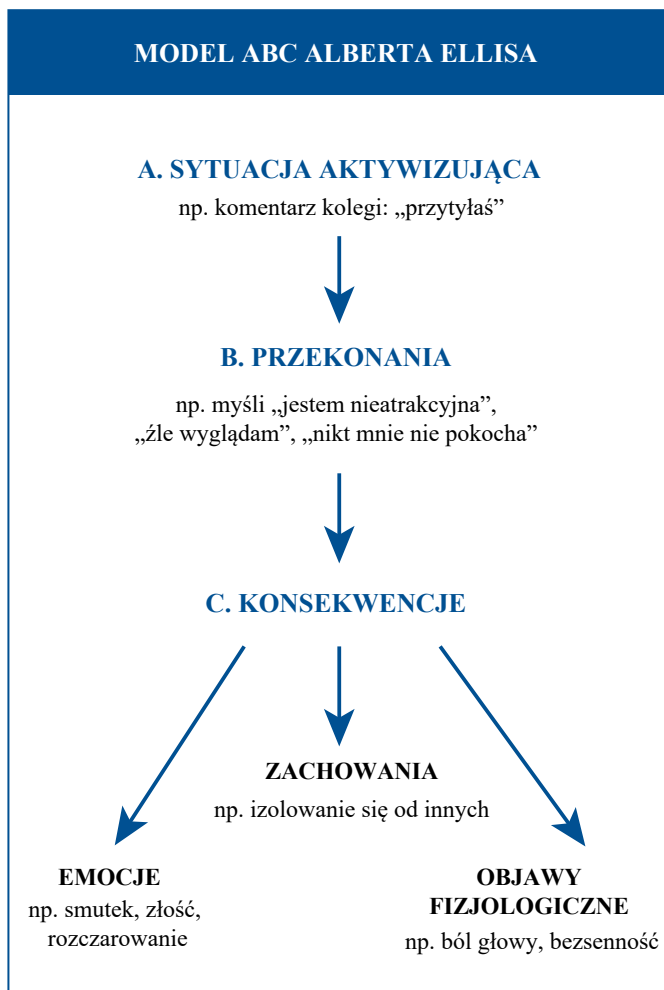 MODEL ABC ALBERTA ELLISA
A. SYTUACJA AKTYWIZUJĄCA
np. komentarz kolegi: „przytyłaś”
B. PRZEKONANIA
np. myśli „jestem nieatrakcyjna”,
„źle wyglądam”, „nikt mnie nie pokocha”
C. KONSEKWENCJE
ZACHOWANIA
np. izolowanie się od innych
EMOCJE
np. smutek, złość,
rozczarowanie
OBJAWY
FIZJOLOGICZNE
np. ból głowy, bezsenność